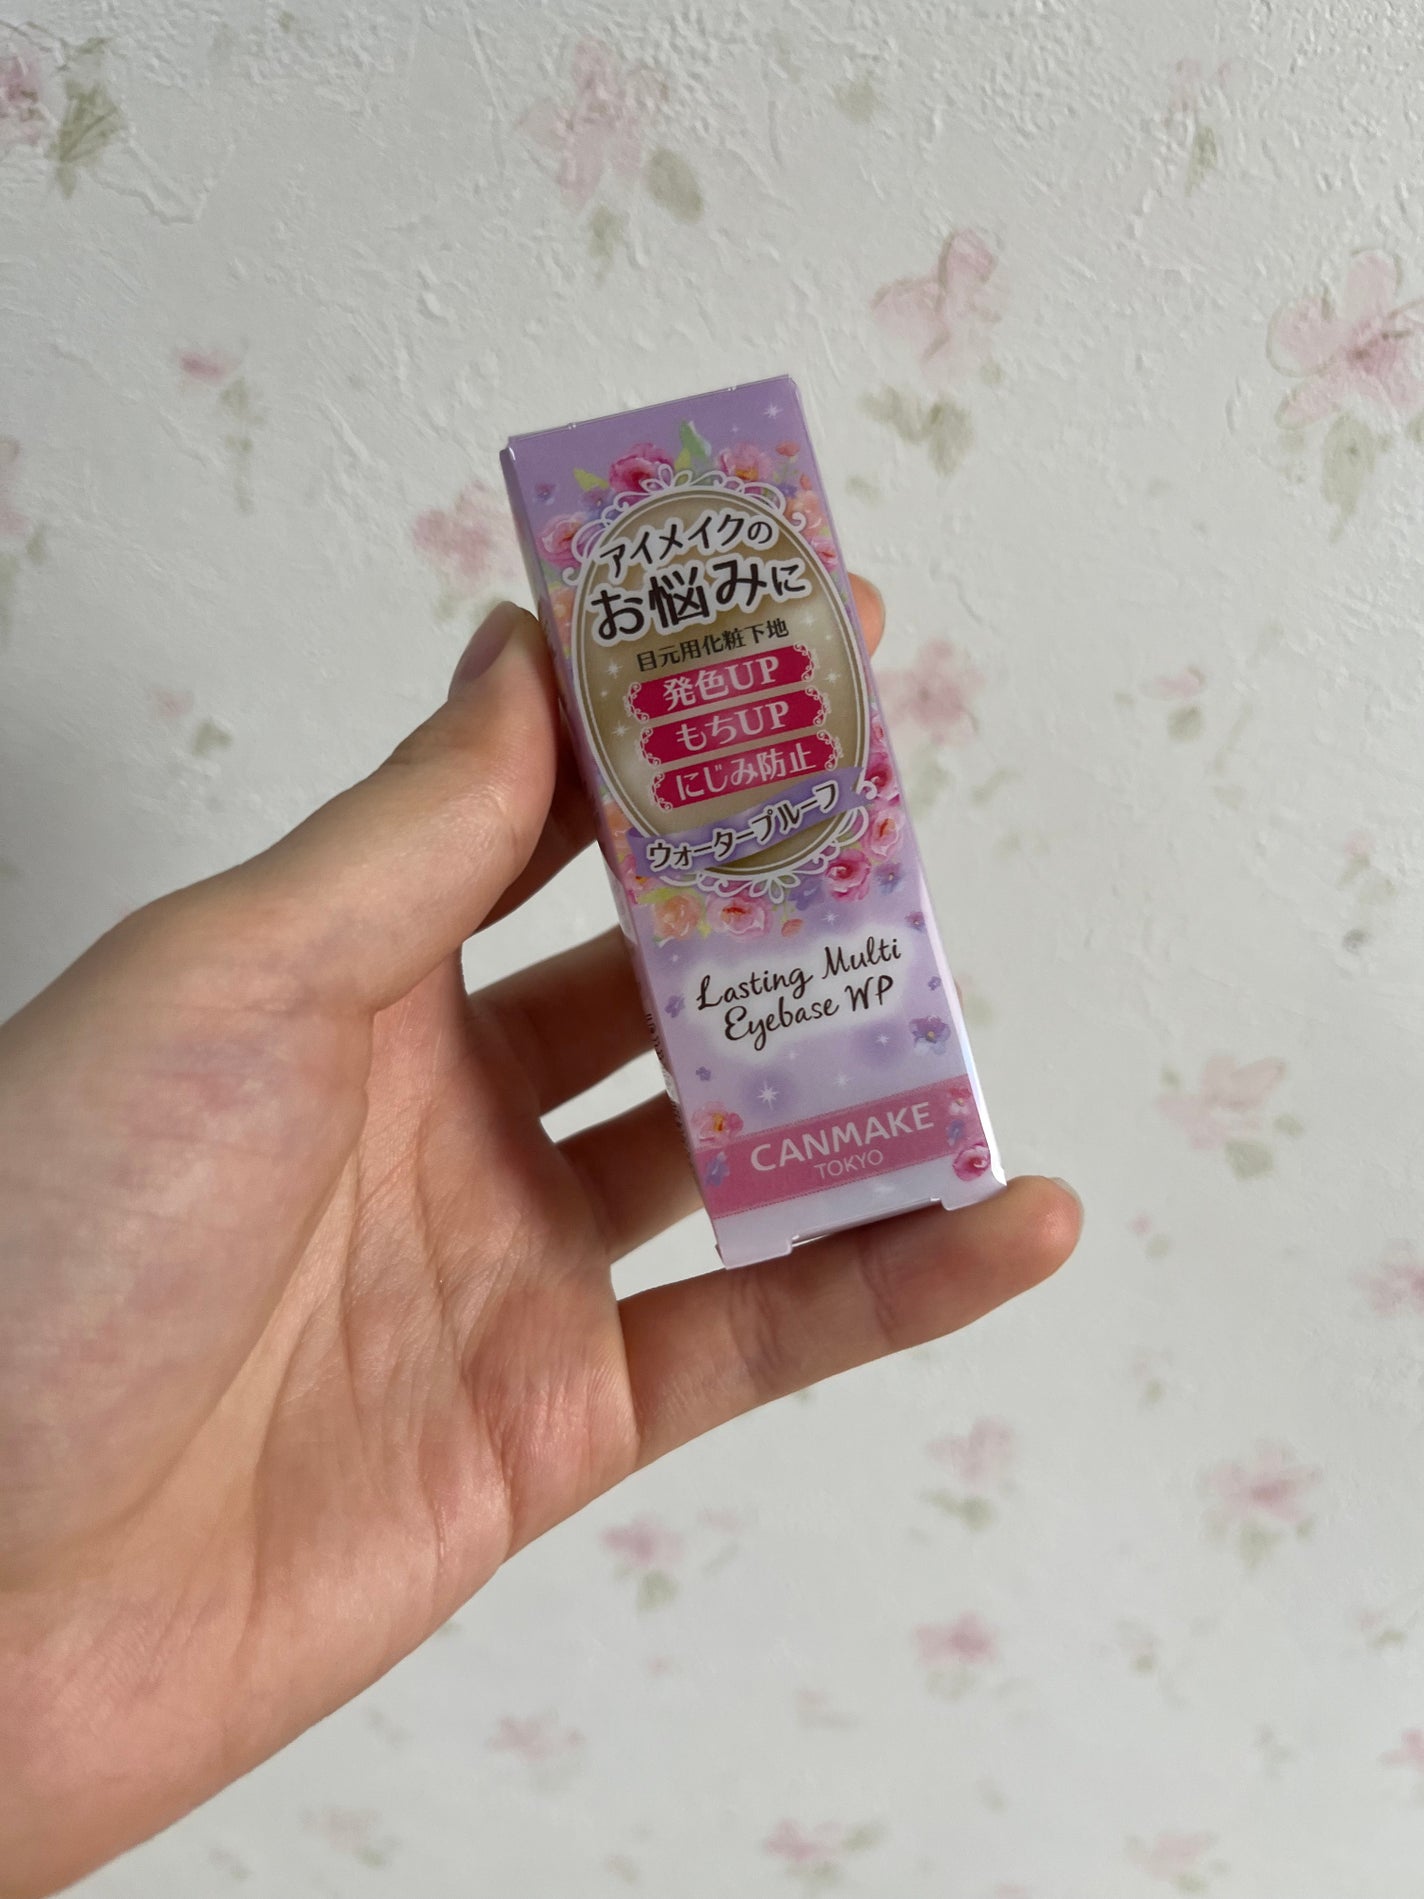 アイメイクの
お悩みに
目元用化粧下地
発色UP
もちUP
にじみ防止
ウォータープルーフ
Lasting Multi
Eyebase WP
CANMAKE
TOKYO